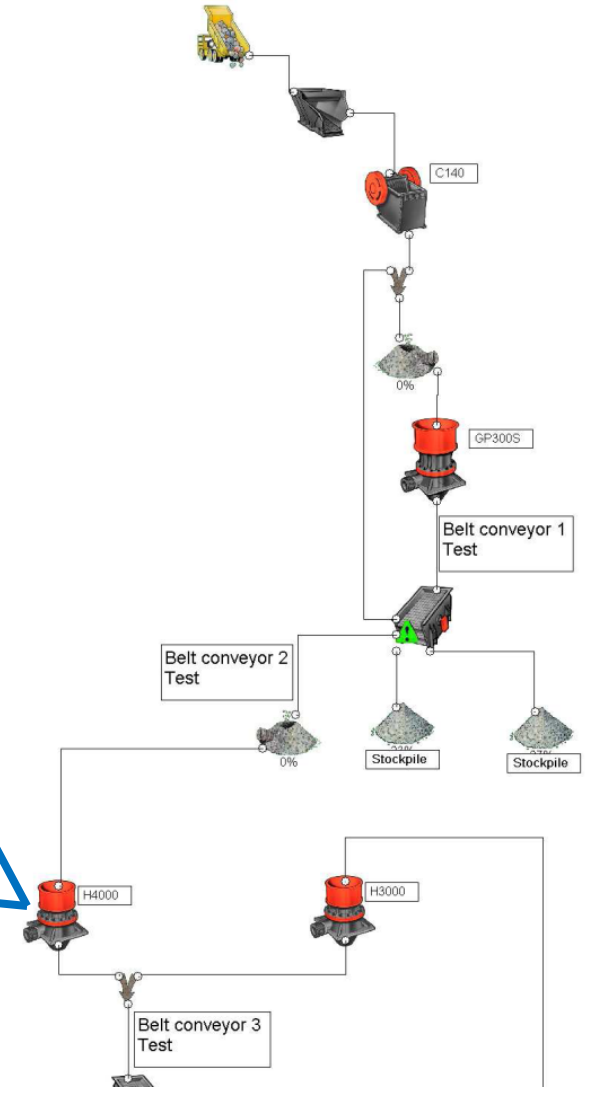 C140
0%
GP300S
Belt conveyor 1
Test
Belt conveyor 2
Test
0%
Stockpile
Stockpile
H4000
H3000
Belt conveyor 3
Test